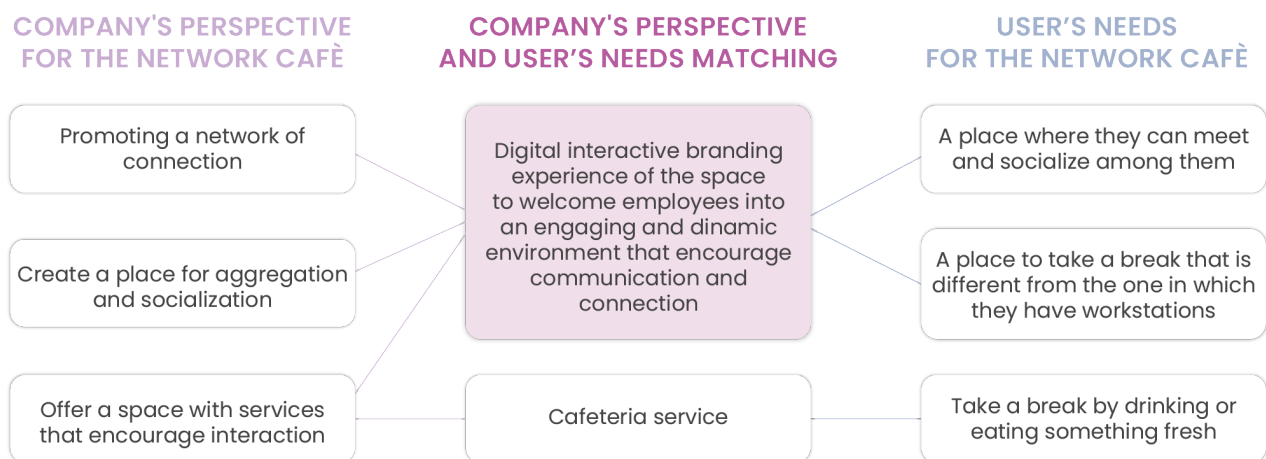 COMPANY'S PERSPECTIVE
FOR THE NETWORK CAFÈ
Promoting a network of
connection
Create a place for aggregation
and socialization
Offer a space with services
that encourage interaction
COMPANY'S PERSPECTIVE
AND USER’S NEEDS MATCHING
Digital interactive branding
experience of the space
to welcome employees into
an engaging and dinamic
environment that encourage
communication and
connection
Cafeteria service
USER’S NEEDS
FOR THE NETWORK CAFÈ
A place where they can meet
and socialize among them
A place to take a break that is
different from the one in which
they have workstations
Take a break by drinking or
eating something fresh